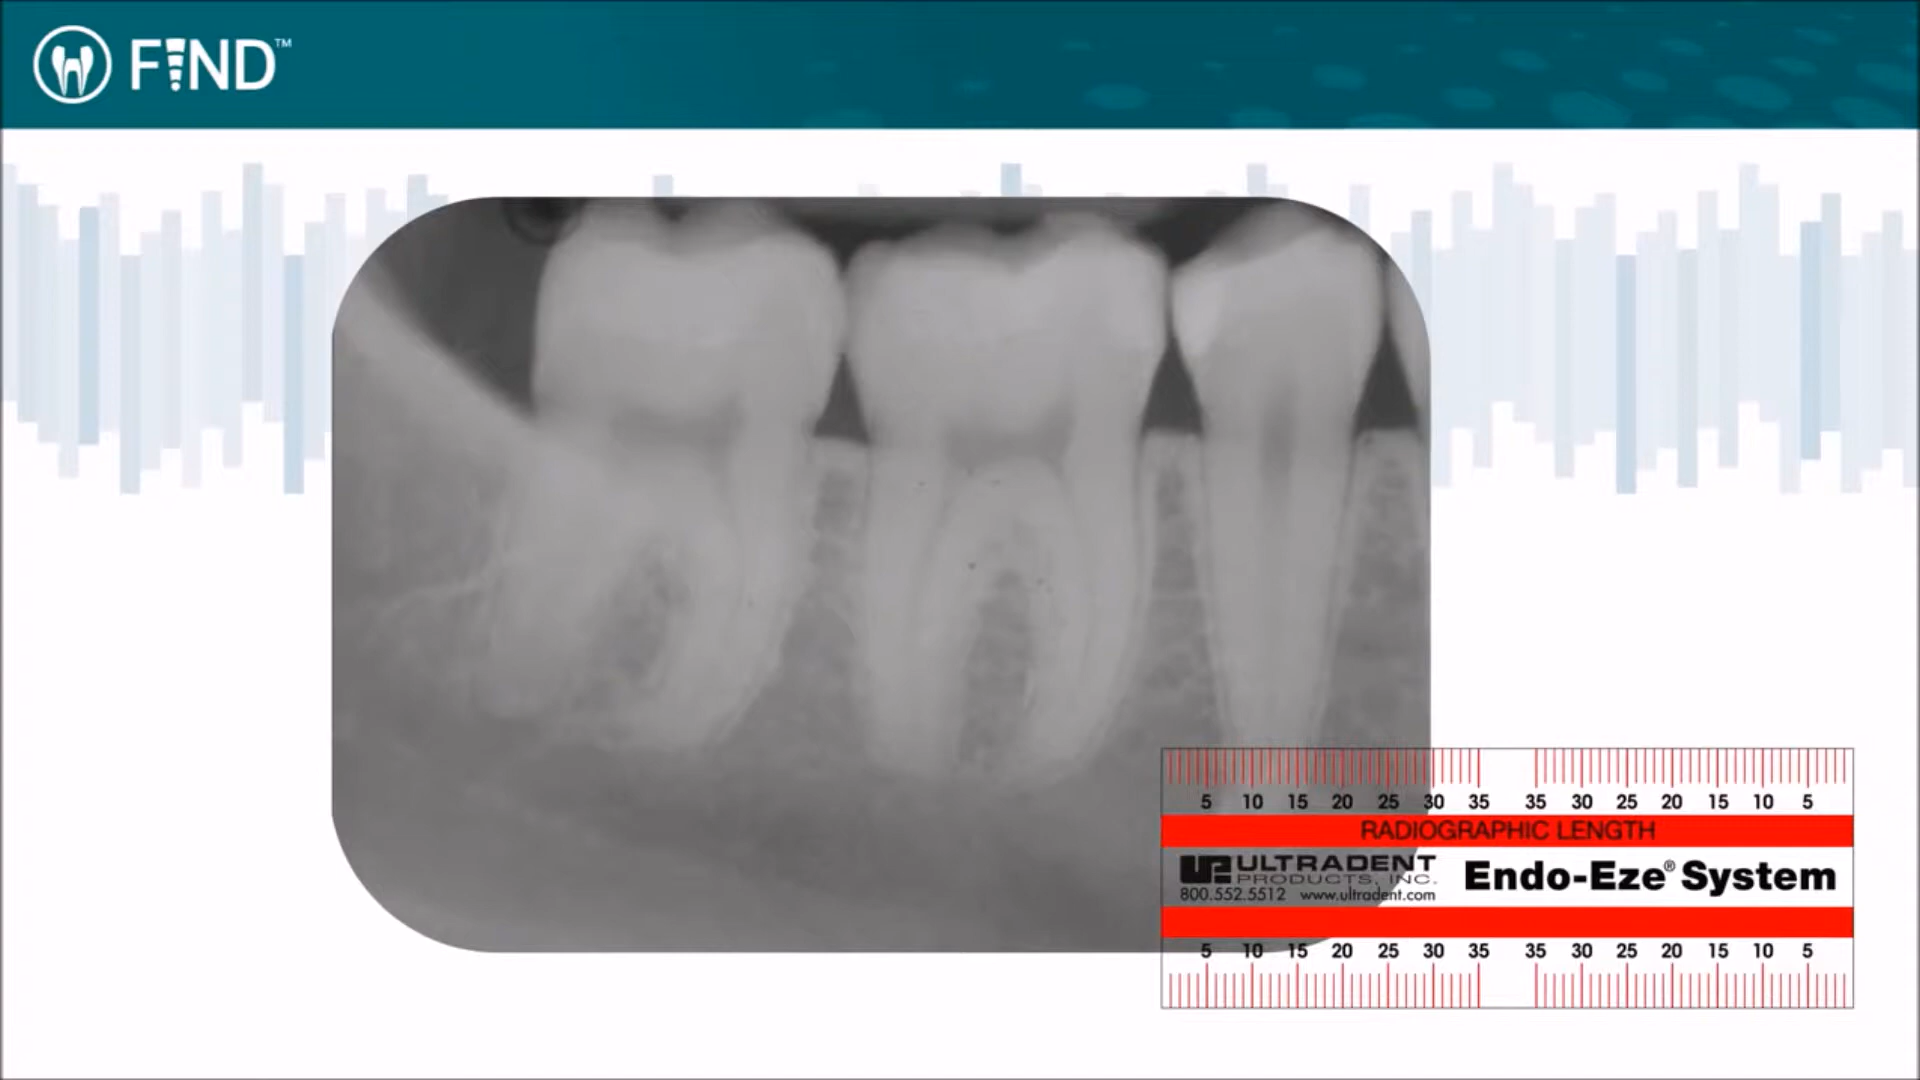 FIND™
5 10 15 20 25 30 35 35 30 25 20 15 10 5
RADIOGRAPHIC LENGTH
ULTRADENT
PRODUCTS, INC.
800.552.5512 www.ultradent.com
Endo-Eze® System
5 10 15 20 25 30 35 35 30 25 20 15 10 5